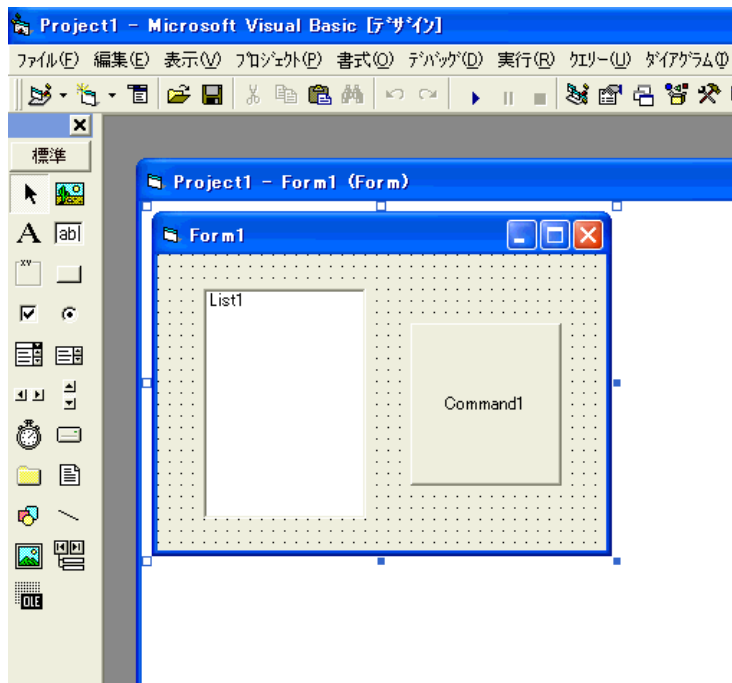 Project1 - Microsoft Visual Basic [ﾃﾞｻﾞｲﾝ]
ﾌｧｲﾙ(F) 編集(E) 表示(V) ﾌﾟﾛｼﾞｪｸﾄ(P) 書式(O) ﾃﾞﾊﾞｯｸﾞ(D) 実行(R) ｸｴﾘｰ(U) ﾀﾞｲｱｸﾞﾗﾑ(I
標準
Project1 - Form1 (Form)
A ab
XY
Form1
List1
Command1
OLE